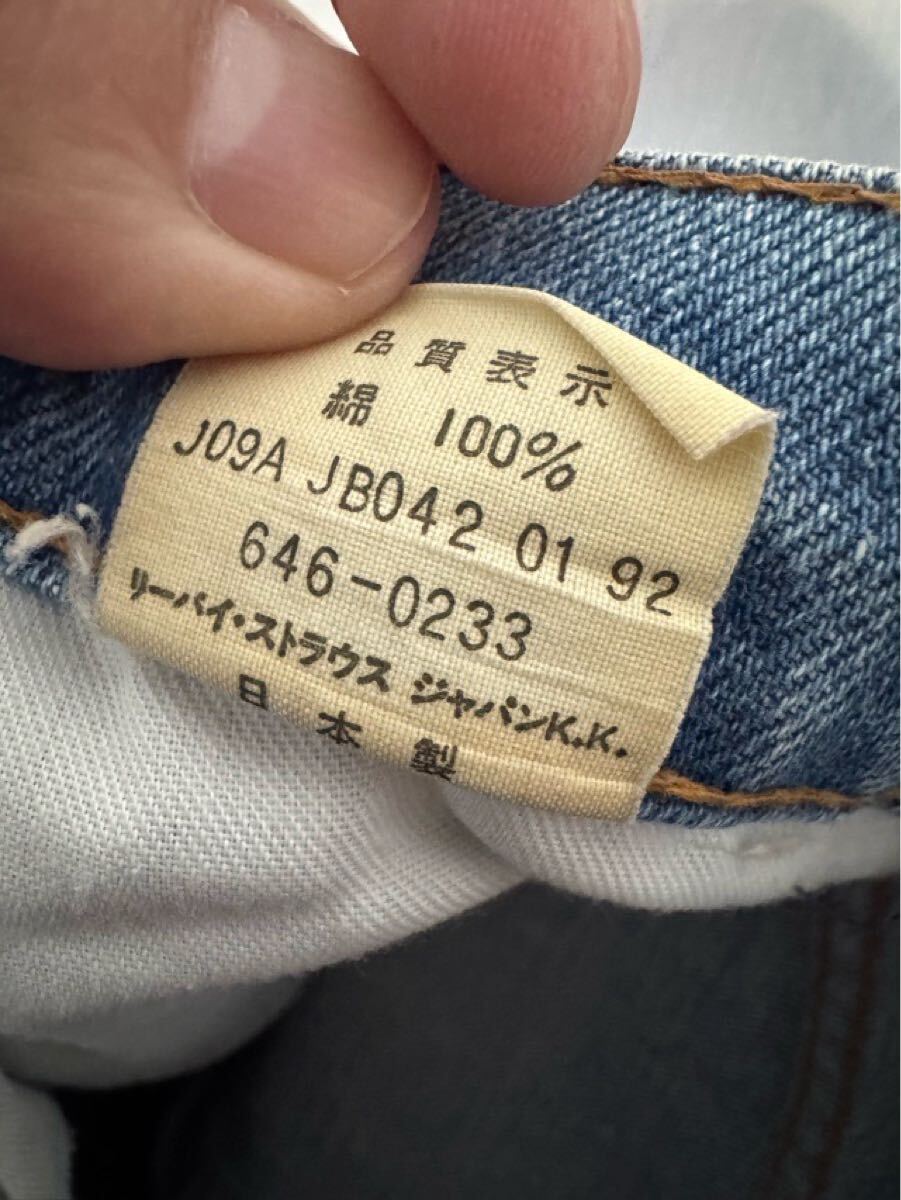 品質表示
綿 100%
J09A JB042 01 92
646-0233
リーバイ・ストラウス ジャパンK.K.
日本製